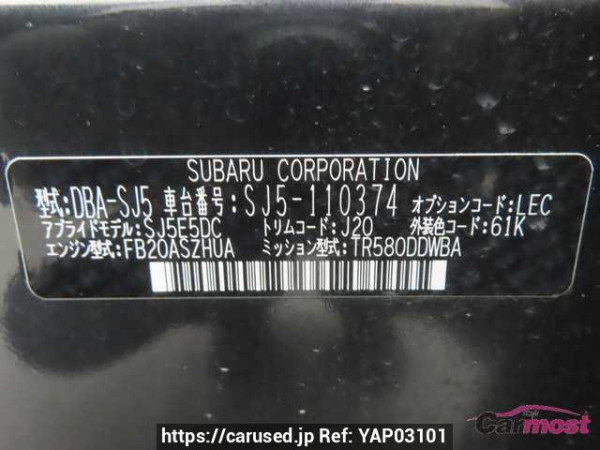 SUBARU CORPORATION
型式:DBA-SJ5 車台番号:SJ5-110374 オプションコード:LEC
アプライドモデル:SJ5E5DC トリムコード:J20 外装色コード:61K
エンジン型式:FB20ASZHUA ミッション型式:TR580DDWBA
Carmost
https://carused.jp Ref: YAP03101